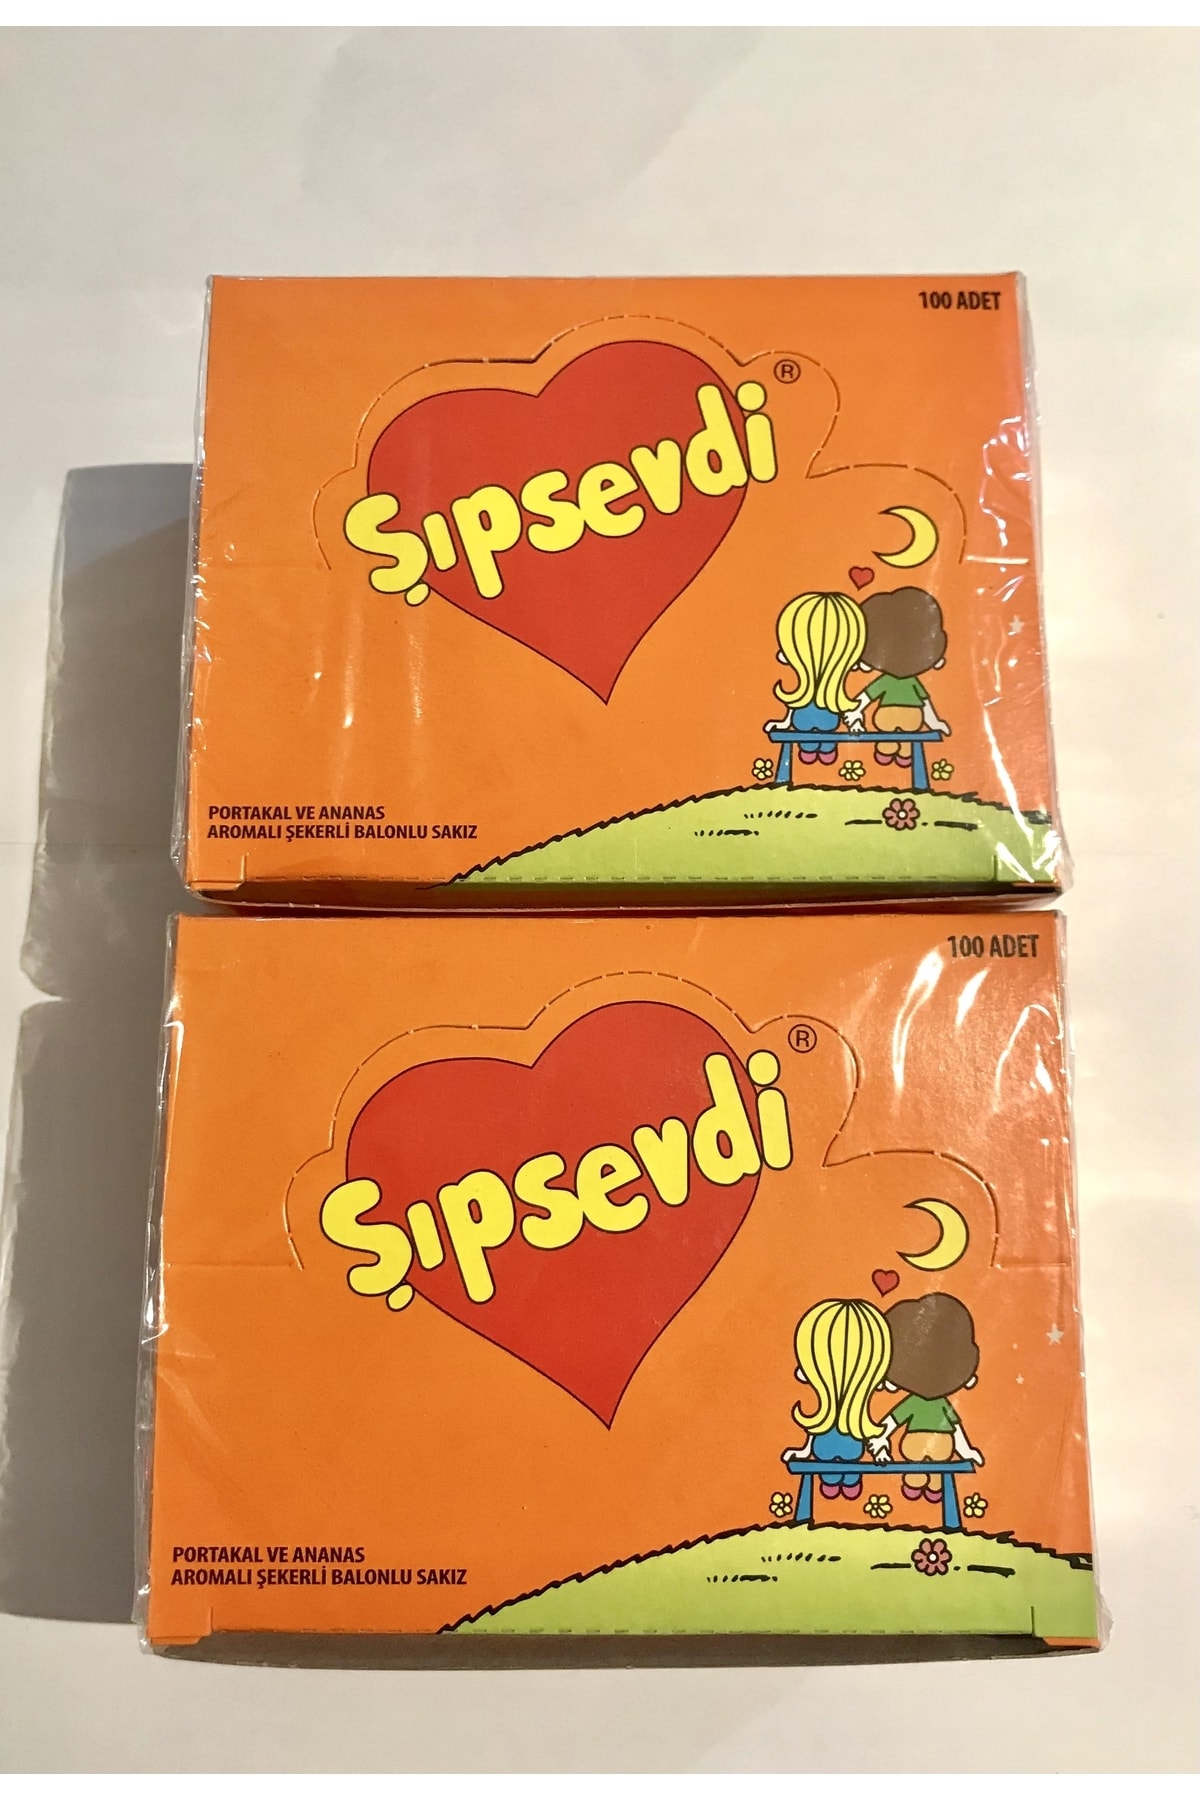 100 ADET
Şıpsevdi ®
PORTAKAL VE ANANAS
AROMALI ŞEKERLİ BALONLU SAKIZ
100 ADET
Şıpsevdi ®
PORTAKAL VE ANANAS
AROMALI ŞEKERLİ BALONLU SAKIZ